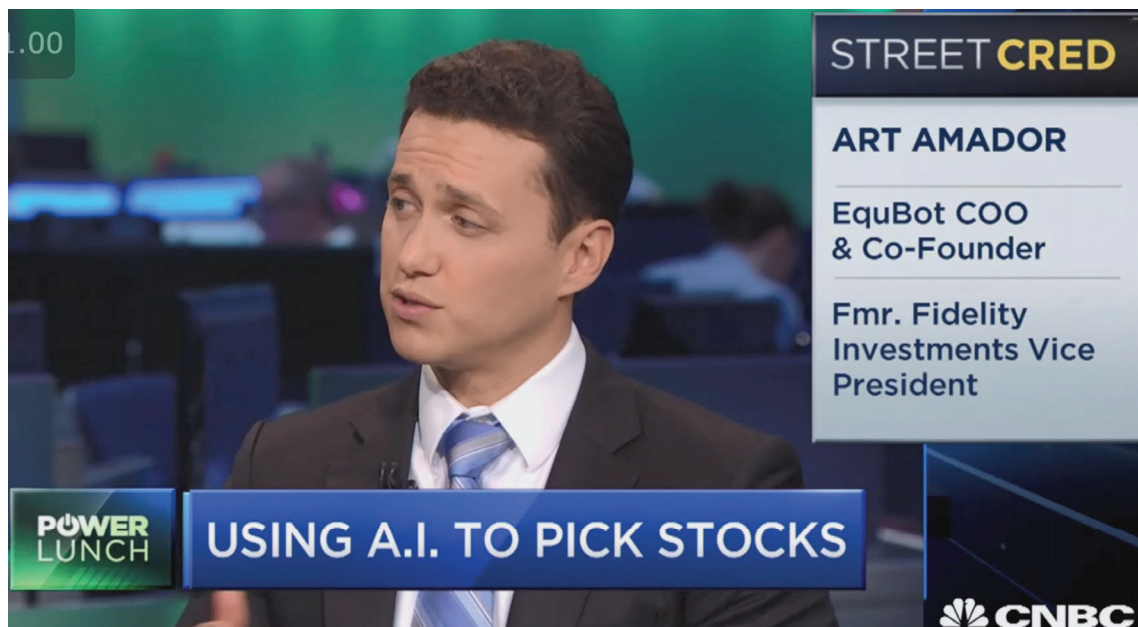 1.00
STREET CRED
ART AMADOR
EquBot COO
& Co-Founder
Fmr. Fidelity
Investments Vice
President
POWER
LUNCH
USING A.I. TO PICK STOCKS
CNBC